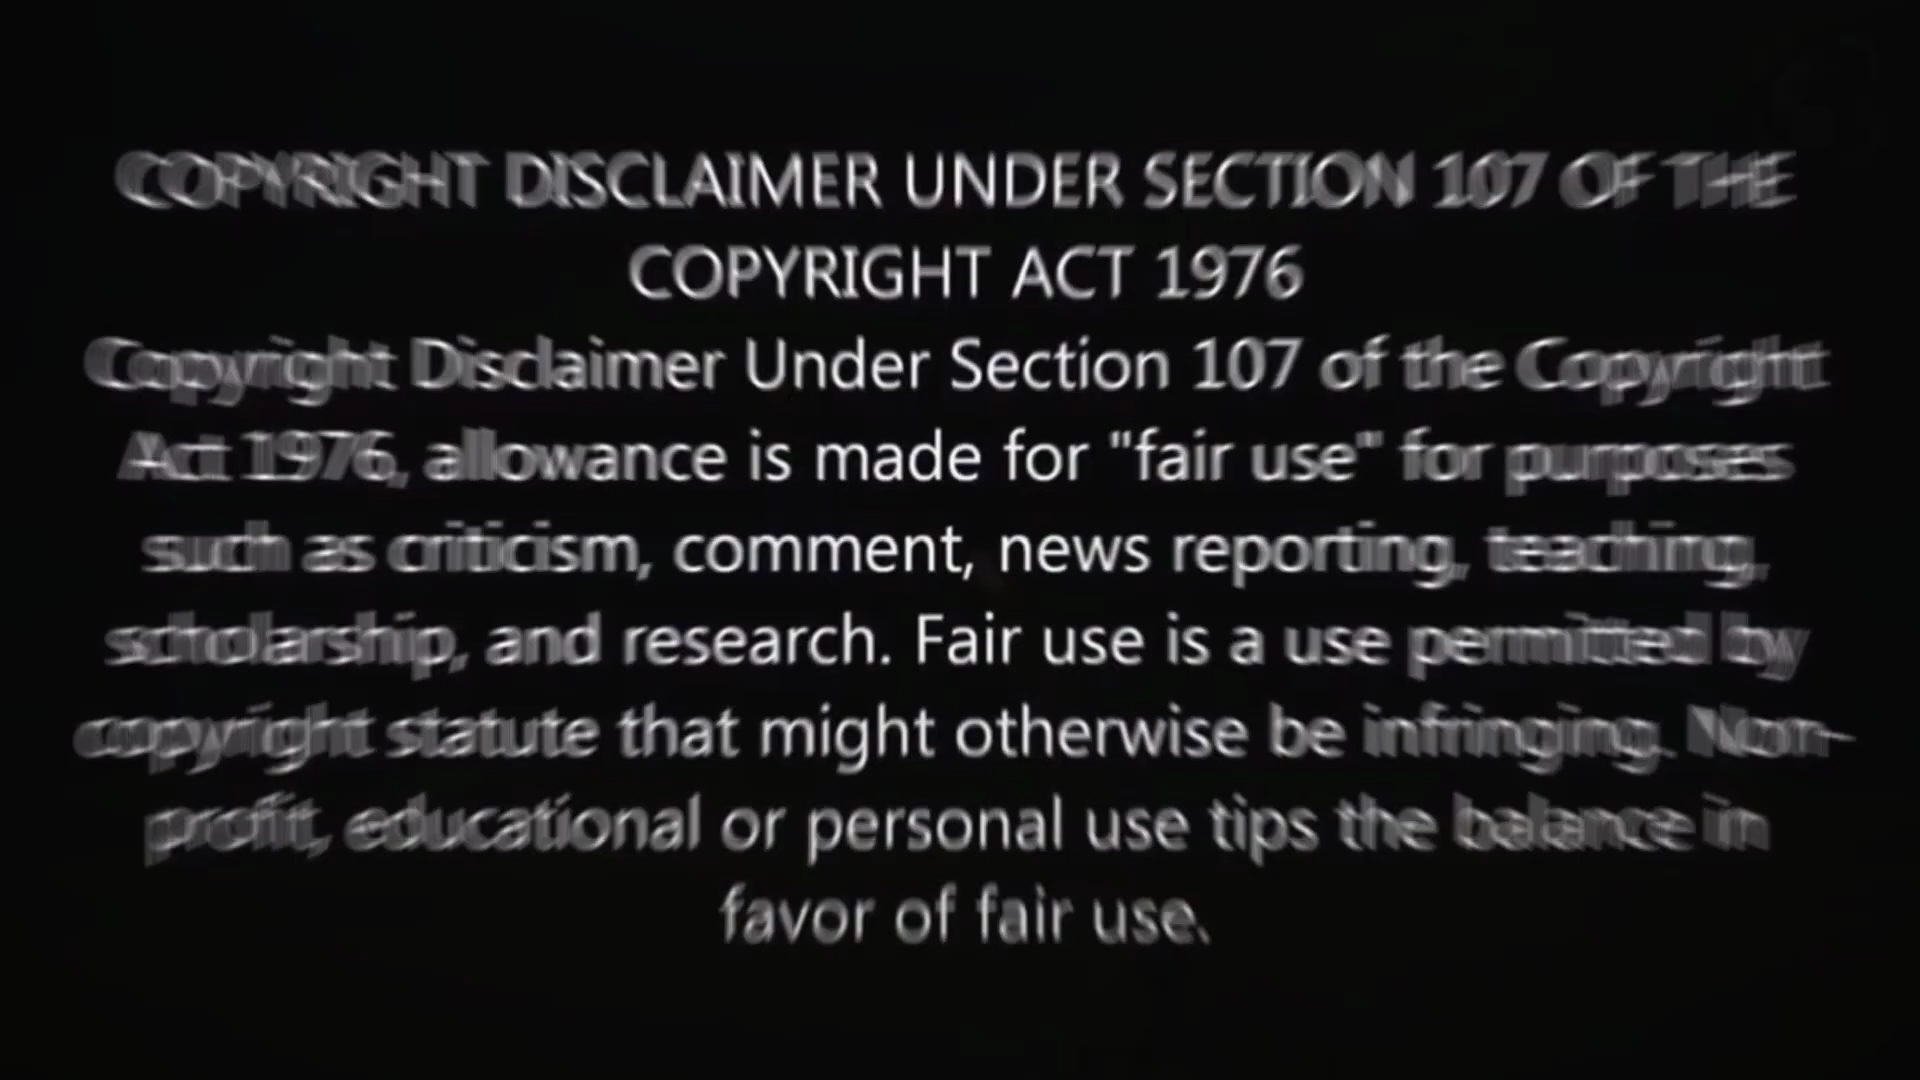 COPYRIGHT DISCLAIMER UNDER SECTION 107 OF THE
COPYRIGHT ACT 1976
Copyright Disclaimer Under Section 107 of the Copyright
Act 1976, allowance is made for "fair use" for purposes
such as criticism, comment, news reporting, teaching,
scholarship, and research. Fair use is a use permitted by
copyright statute that might otherwise be infringing. Non-
profit, educational or personal use tips the balance in
favor of fair use.